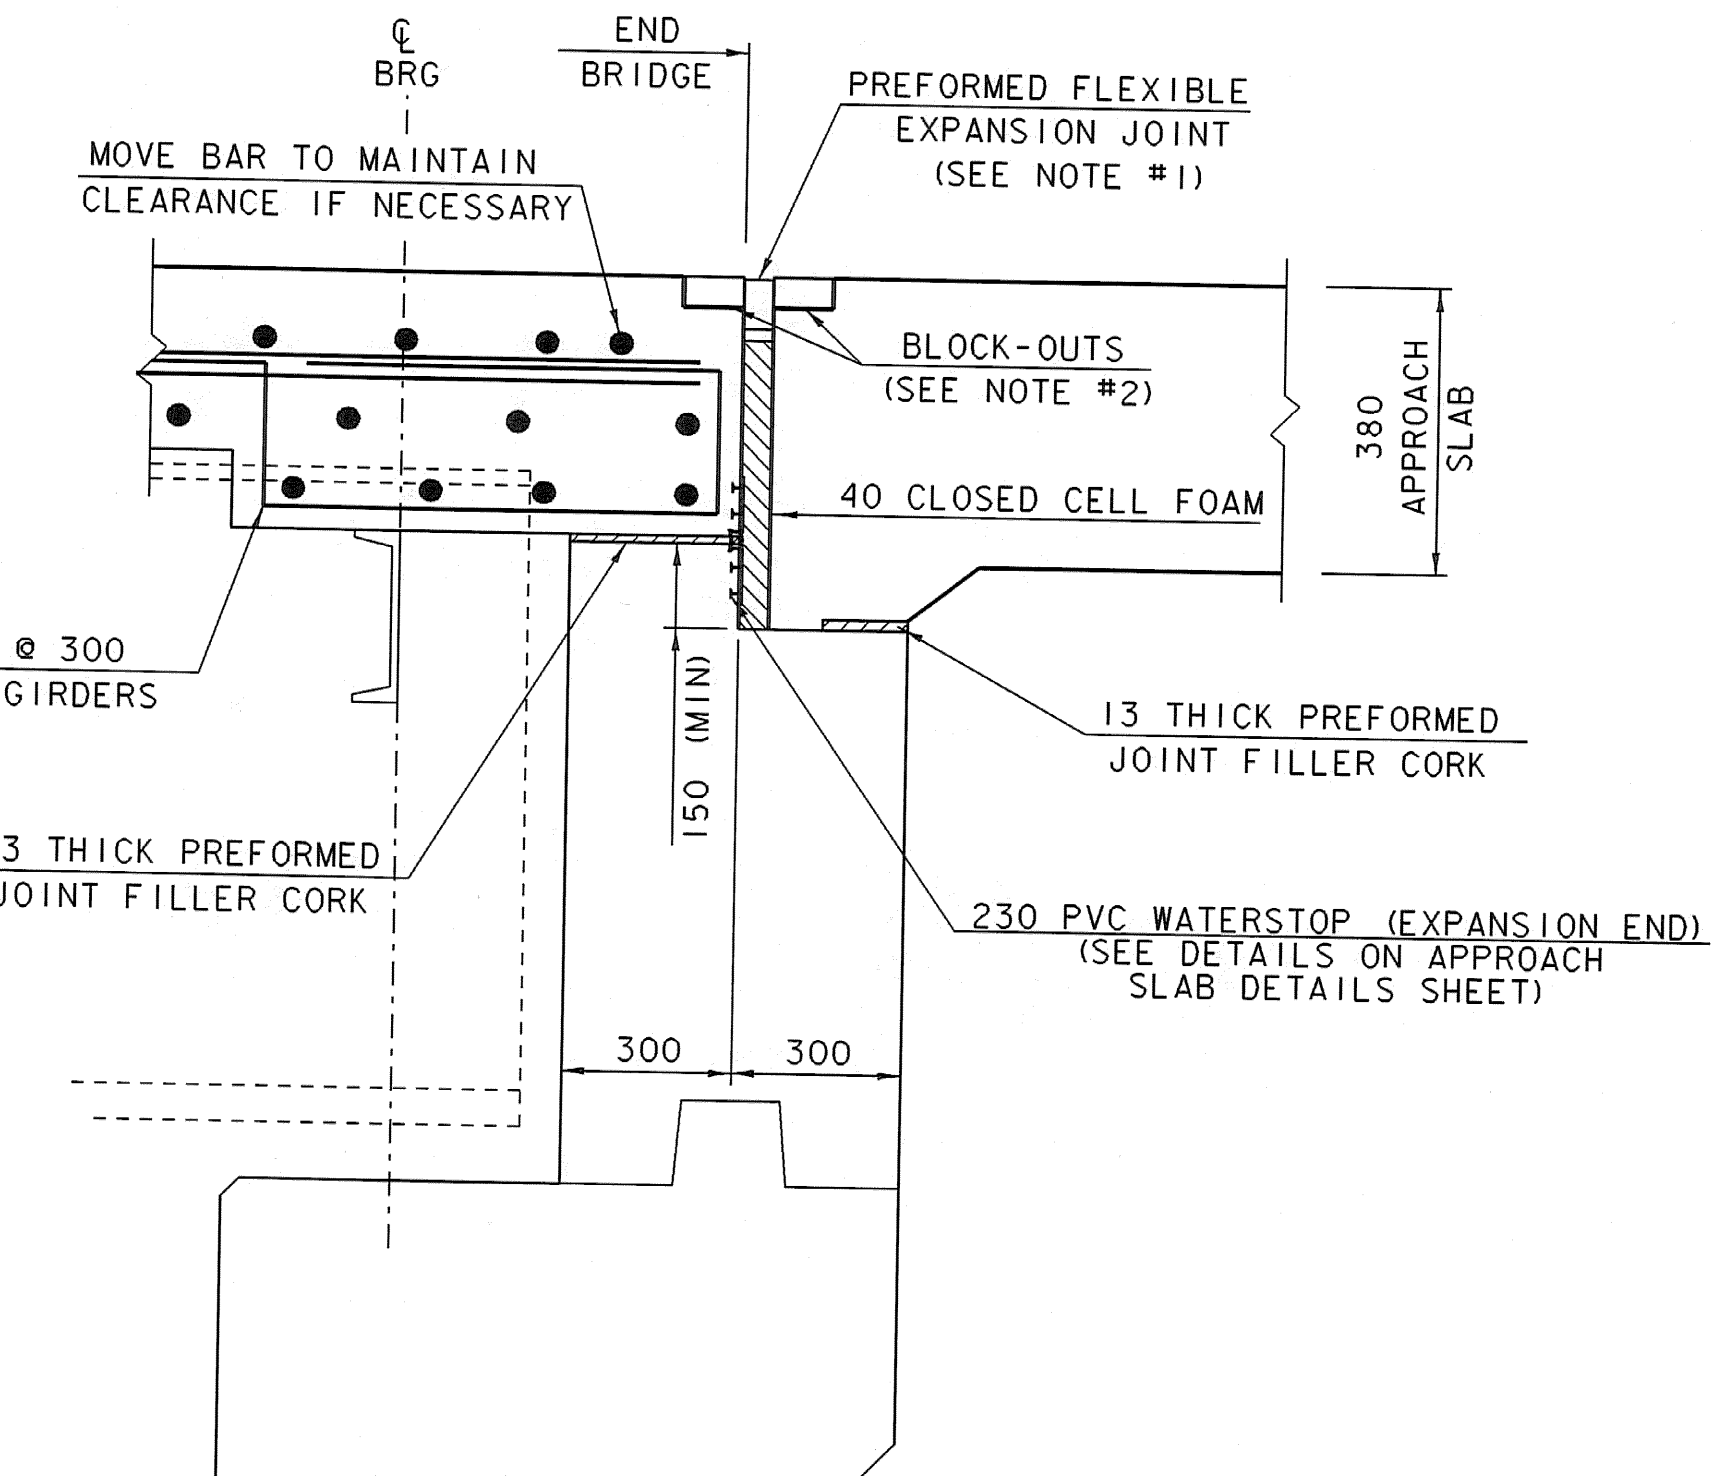 ℄
BRG
END
BRIDGE
PREFORMED FLEXIBLE
EXPANSION JOINT
(SEE NOTE #1)
MOVE BAR TO MAINTAIN
CLEARANCE IF NECESSARY
BLOCK-OUTS
(SEE NOTE #2)
380
APPROACH
SLAB
40 CLOSED CELL FOAM
@ 300
GIRDERS
150 (MIN)
13 THICK PREFORMED
JOINT FILLER CORK
3 THICK PREFORMED
JOINT FILLER CORK
230 PVC WATERSTOP (EXPANSION END)
(SEE DETAILS ON APPROACH
SLAB DETAILS SHEET)
300
300